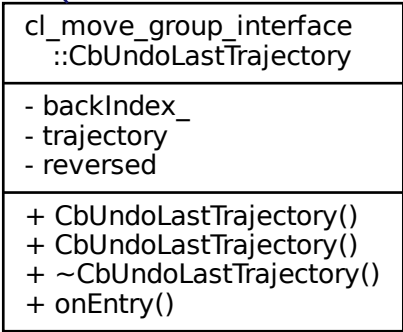 cl_move_group_interface
::CbUndoLastTrajectory
- backIndex_
- trajectory
- reversed
+ CbUndoLastTrajectory()
+ CbUndoLastTrajectory()
+ ~CbUndoLastTrajectory()
+ onEntry()